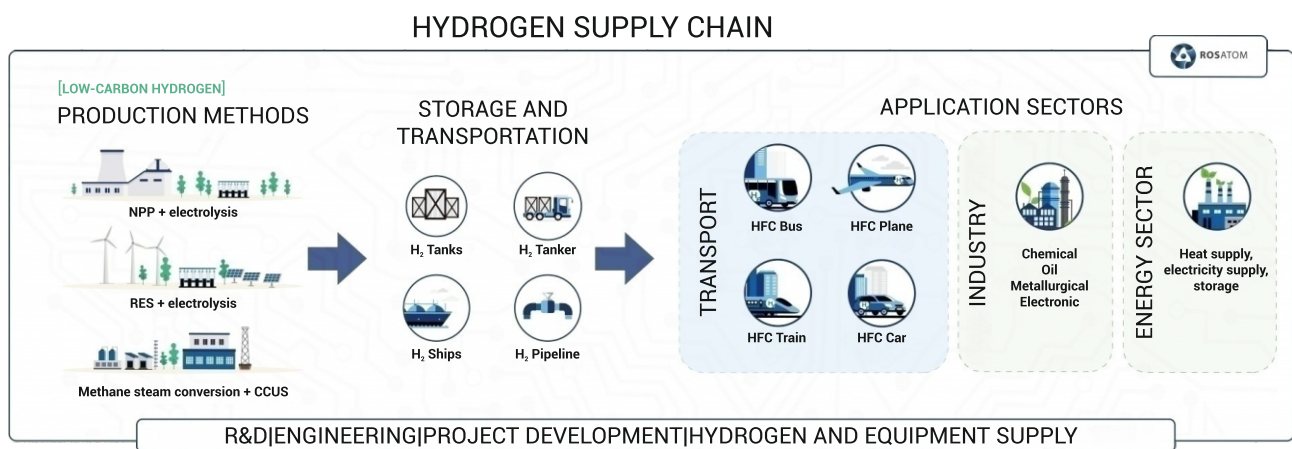 HYDROGEN SUPPLY CHAIN
ROSATOM
[LOW-CARBON HYDROGEN]
PRODUCTION METHODS
NPP + electrolysis
RES + electrolysis
Methane steam conversion + CCUS
STORAGE AND
TRANSPORTATION
H₂ Tanks
H₂ Tanker
H₂ Ships
H₂ Pipeline
APPLICATION SECTORS
TRANSPORT
HFC Bus
HFC Plane
HFC Train
HFC Car
INDUSTRY
Chemical
Oil
Metallurgical
Electronic
ENERGY SECTOR
Heat supply,
electricity supply,
storage
R&D|ENGINEERING|PROJECT DEVELOPMENT|HYDROGEN AND EQUIPMENT SUPPLY